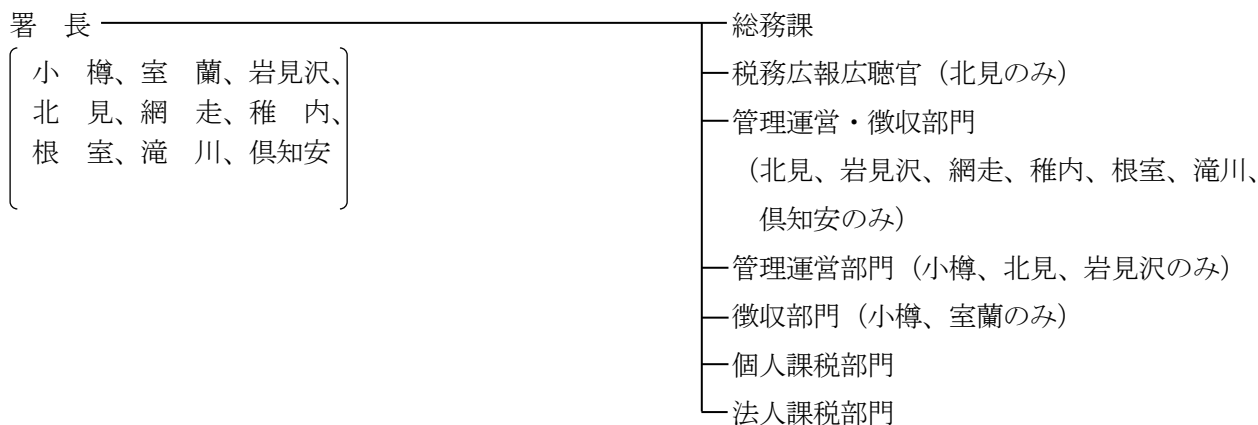 署　長
小　樽、室　蘭、岩見沢、
北　見、網　走、稚　内、
根　室、滝　川、倶知安
総務課
税務広報広聴官（北見のみ）
管理運営・徴収部門
（北見、岩見沢、網走、稚内、根室、滝川、
倶知安のみ）
管理運営部門（小樽、北見、岩見沢のみ）
徴収部門（小樽、室蘭のみ）
個人課税部門
法人課税部門